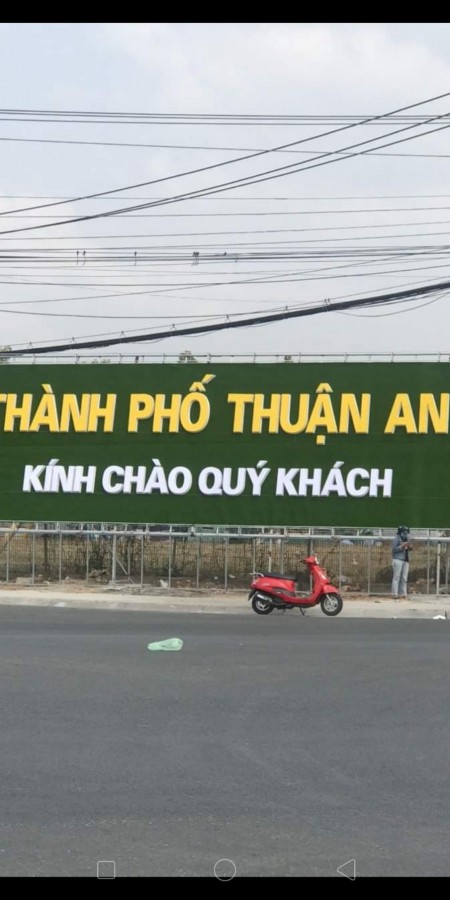 THÀNH PHỐ THUẬN AN
KÍNH CHÀO QUÝ KHÁCH